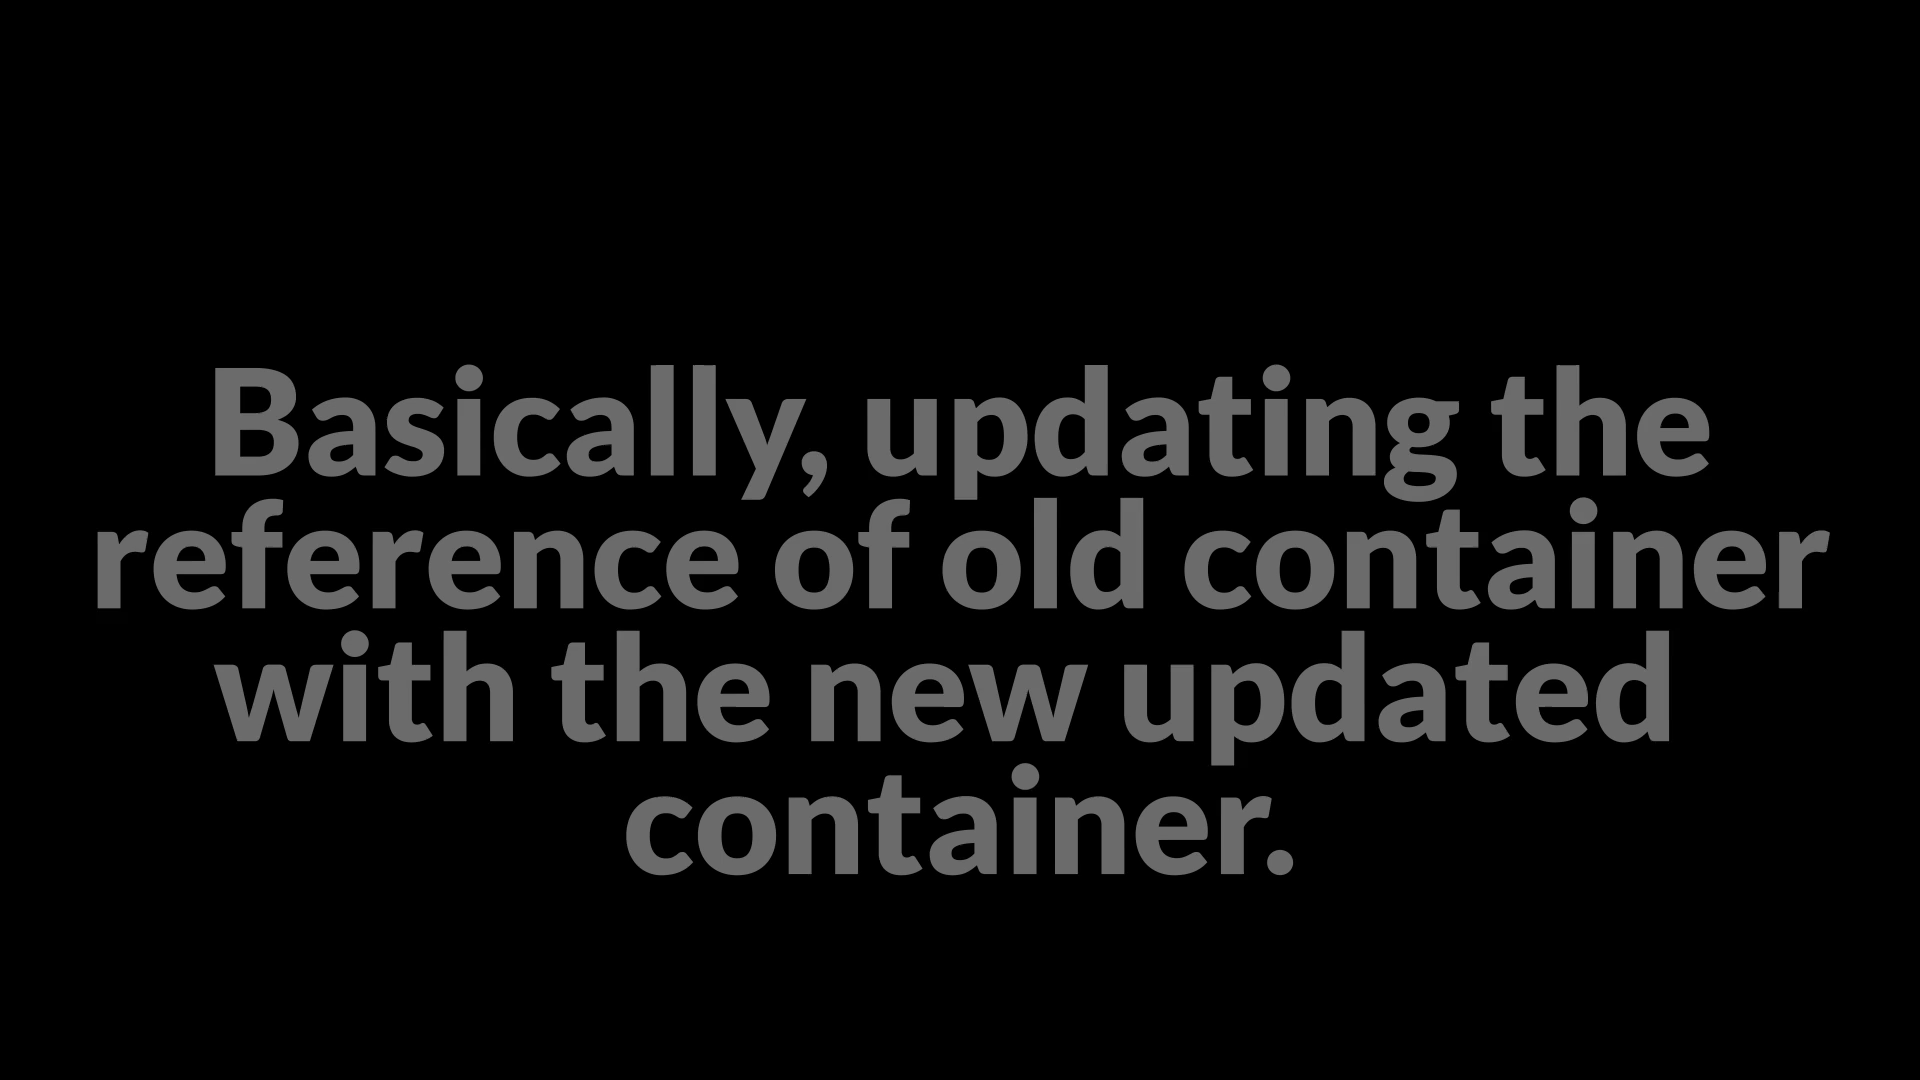 Basically, updating the
reference of old container
with the new updated
container.